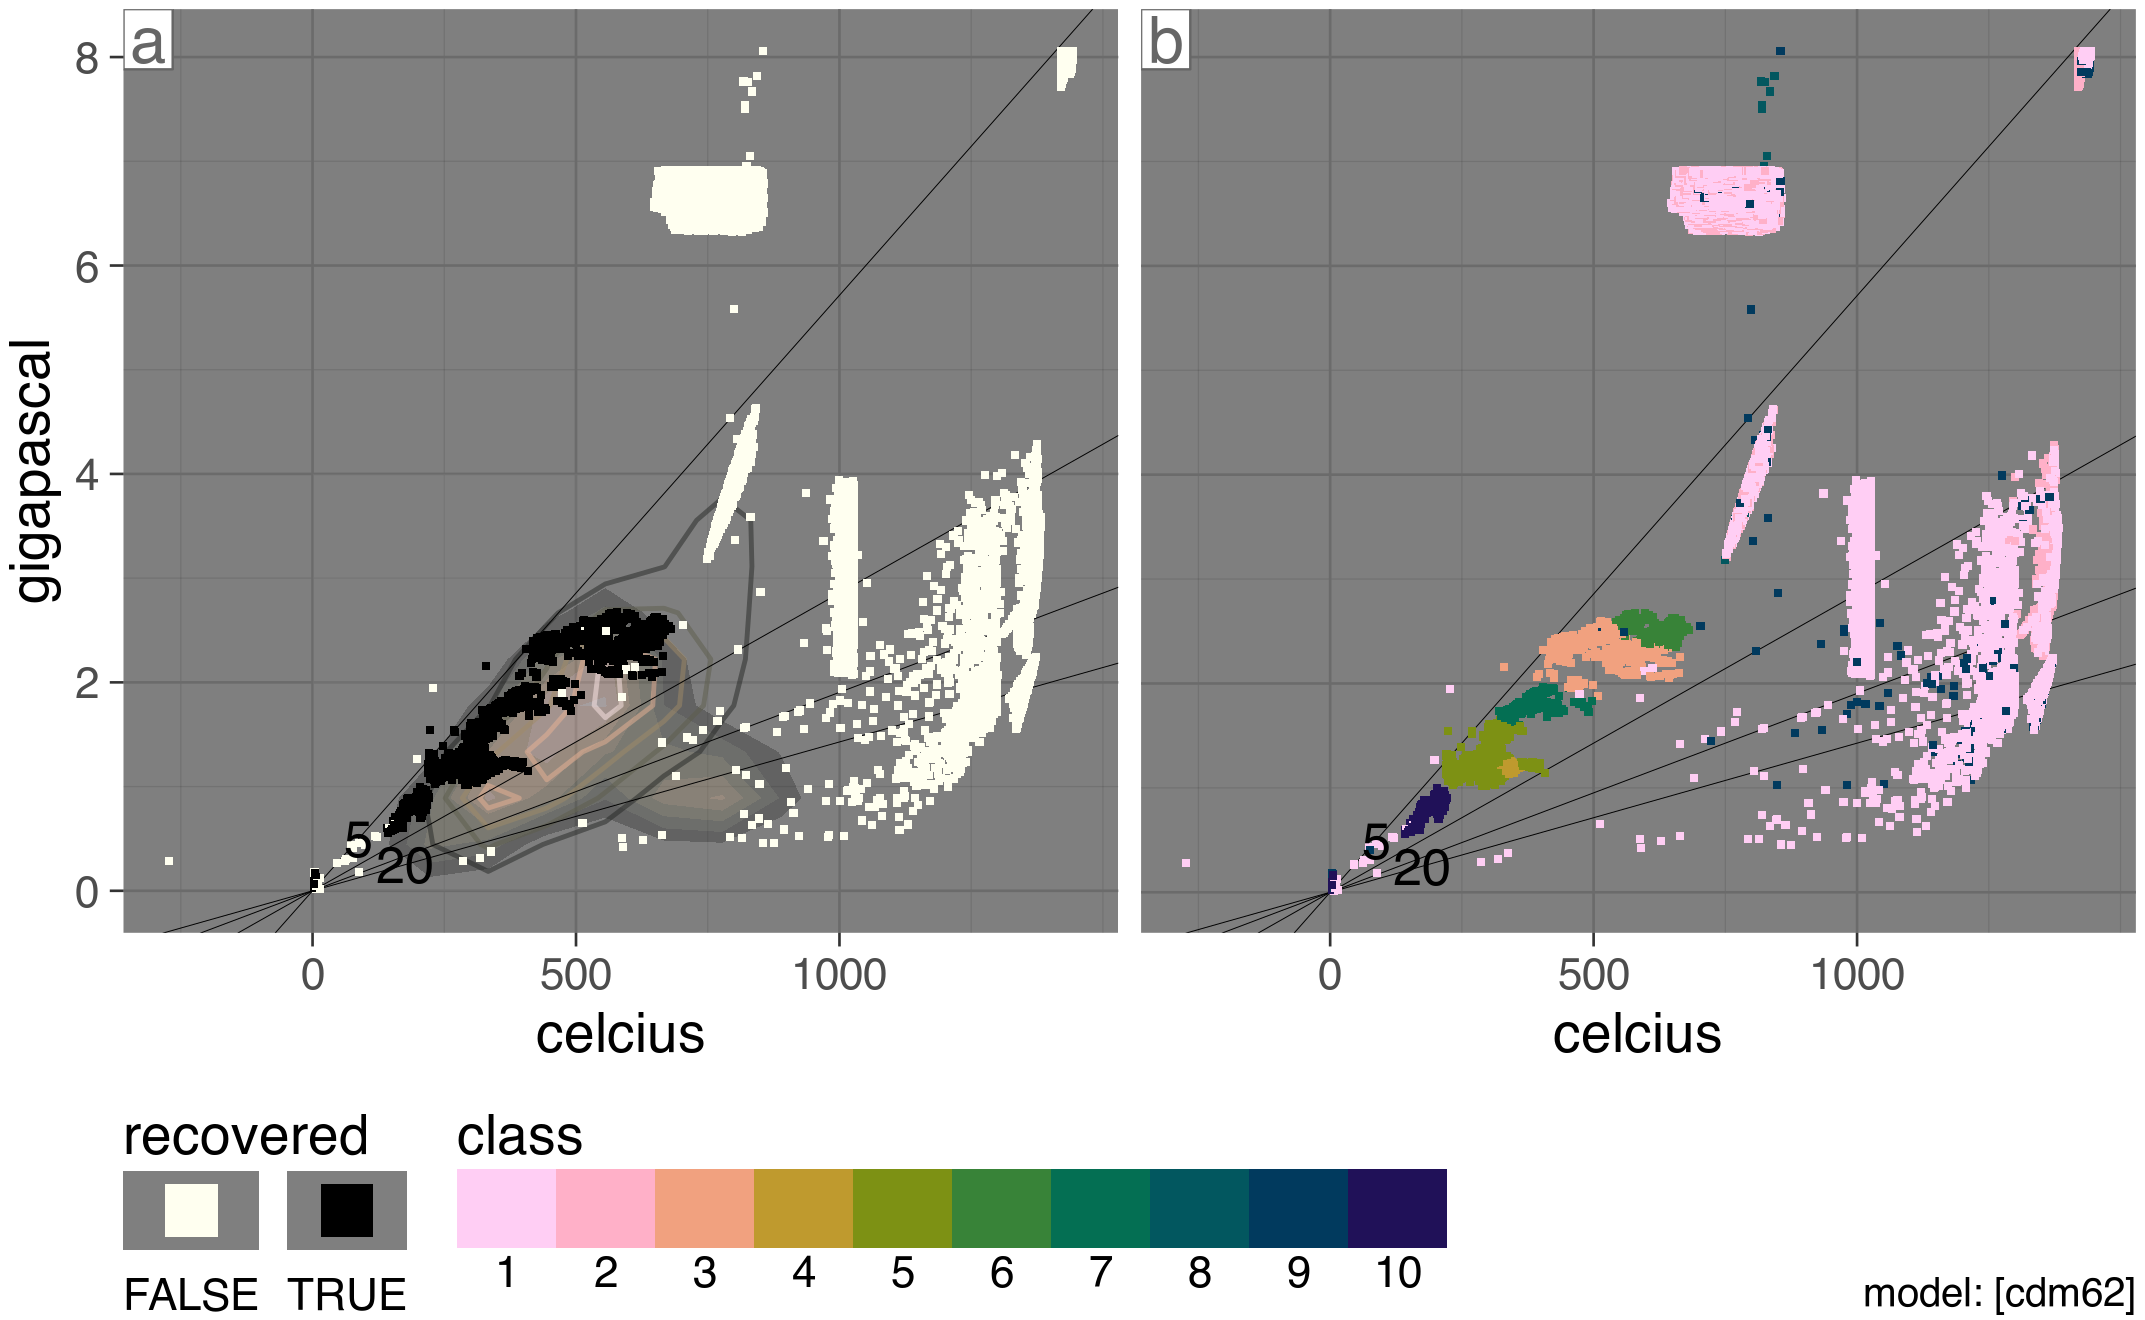 a
b
gigapascal
8
6
4
2
0
5
20
5
20
0 500 1000
0 500 1000
celcius
celcius
recovered
class
FALSE TRUE
1 2 3 4 5 6 7 8 9 10
model: [cdm62]